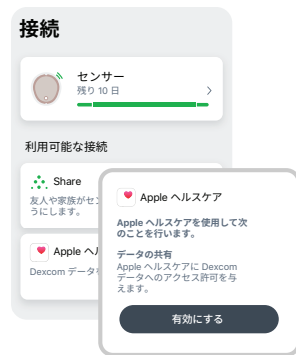 接続
センサー
残り 10 日
利用可能な接続
Share
友人や家族がセ
うにします。
Apple ヘ
Dexcom データ
Apple ヘルスケア
Apple ヘルスケアを使用して次
のことを行います。
データの共有
Apple ヘルスケアに Dexcom
データへのアクセス許可を与
えます。
有効にする